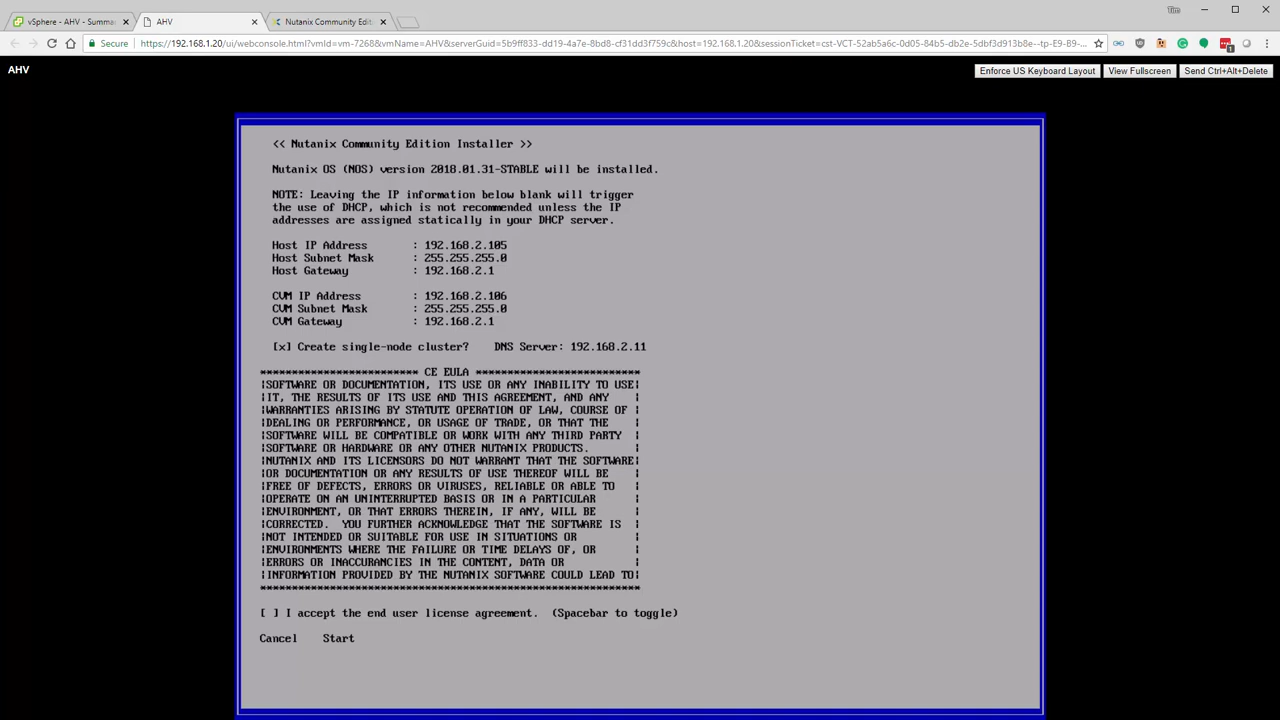 Tim
vSphere - AHV - Summa
AHV
Nutanix Community Edit
Secure
https://192.168.1.20/ui/webconsole.html?vmId=vm-7268&vmName=AHV&serverGuid=5b9ff833-dd19-4a7e-8bd8-cf31dd3f759c&host=192.168.1.20&sessionTicket=cst-VCT-52ab5a6c-0d05-84b5-db2e-5dbf3d913b8e--tp-E9-B9-...
AHV
Enforce US Keyboard Layout
View Fullscreen
Send Ctrl+Alt+Delete
<< Nutanix Community Edition Installer >>
Nutanix OS (NOS) version 2018.01.31-STABLE will be installed.
NOTE: Leaving the IP information below blank will trigger
the use of DHCP, which is not recommended unless the IP
addresses are assigned statically in your DHCP server.
Host IP Address : 192.168.2.105
Host Subnet Mask : 255.255.255.0
Host Gateway : 192.168.2.1
CVM IP Address : 192.168.2.106
CVM Subnet Mask : 255.255.255.0
CVM Gateway : 192.168.2.1
[x] Create single-node cluster? DNS Server: 192.168.2.11
************************* CE EULA **************************
|SOFTWARE OR DOCUMENTATION, ITS USE OR ANY INABILITY TO USE|
|IT, THE RESULTS OF ITS USE AND THIS AGREEMENT, AND ANY |
|WARRANTIES ARISING BY STATUTE OPERATION OF LAW, COURSE OF |
|DEALING OR PERFORMANCE, OR USAGE OF TRADE, OR THAT THE |
|SOFTWARE WILL BE COMPATIBLE OR WORK WITH ANY THIRD PARTY |
|SOFTWARE OR HARDWARE OR ANY OTHER NUTANIX PRODUCTS. |
|NUTANIX AND ITS LICENSORS DO NOT WARRANT THAT THE SOFTWARE|
|OR DOCUMENTATION OR ANY RESULTS OF USE THEREOF WILL BE |
|FREE OF DEFECTS, ERRORS OR VIRUSES, RELIABLE OR ABLE TO |
|OPERATE ON AN UNINTERRUPTED BASIS OR IN A PARTICULAR |
|ENVIRONMENT, OR THAT ERRORS THEREIN, IF ANY, WILL BE |
|CORRECTED. YOU FURTHER ACKNOWLEDGE THAT THE SOFTWARE IS |
|NOT INTENDED OR SUITABLE FOR USE IN SITUATIONS OR |
|ENVIRONMENTS WHERE THE FAILURE OR TIME DELAYS OF, OR |
|ERRORS OR INACCURANCIES IN THE CONTENT, DATA OR |
|INFORMATION PROVIDED BY THE NUTANIX SOFTWARE COULD LEAD TO|
************************************************************
[ ] I accept the end user license agreement. (Spacebar to toggle)
Cancel Start